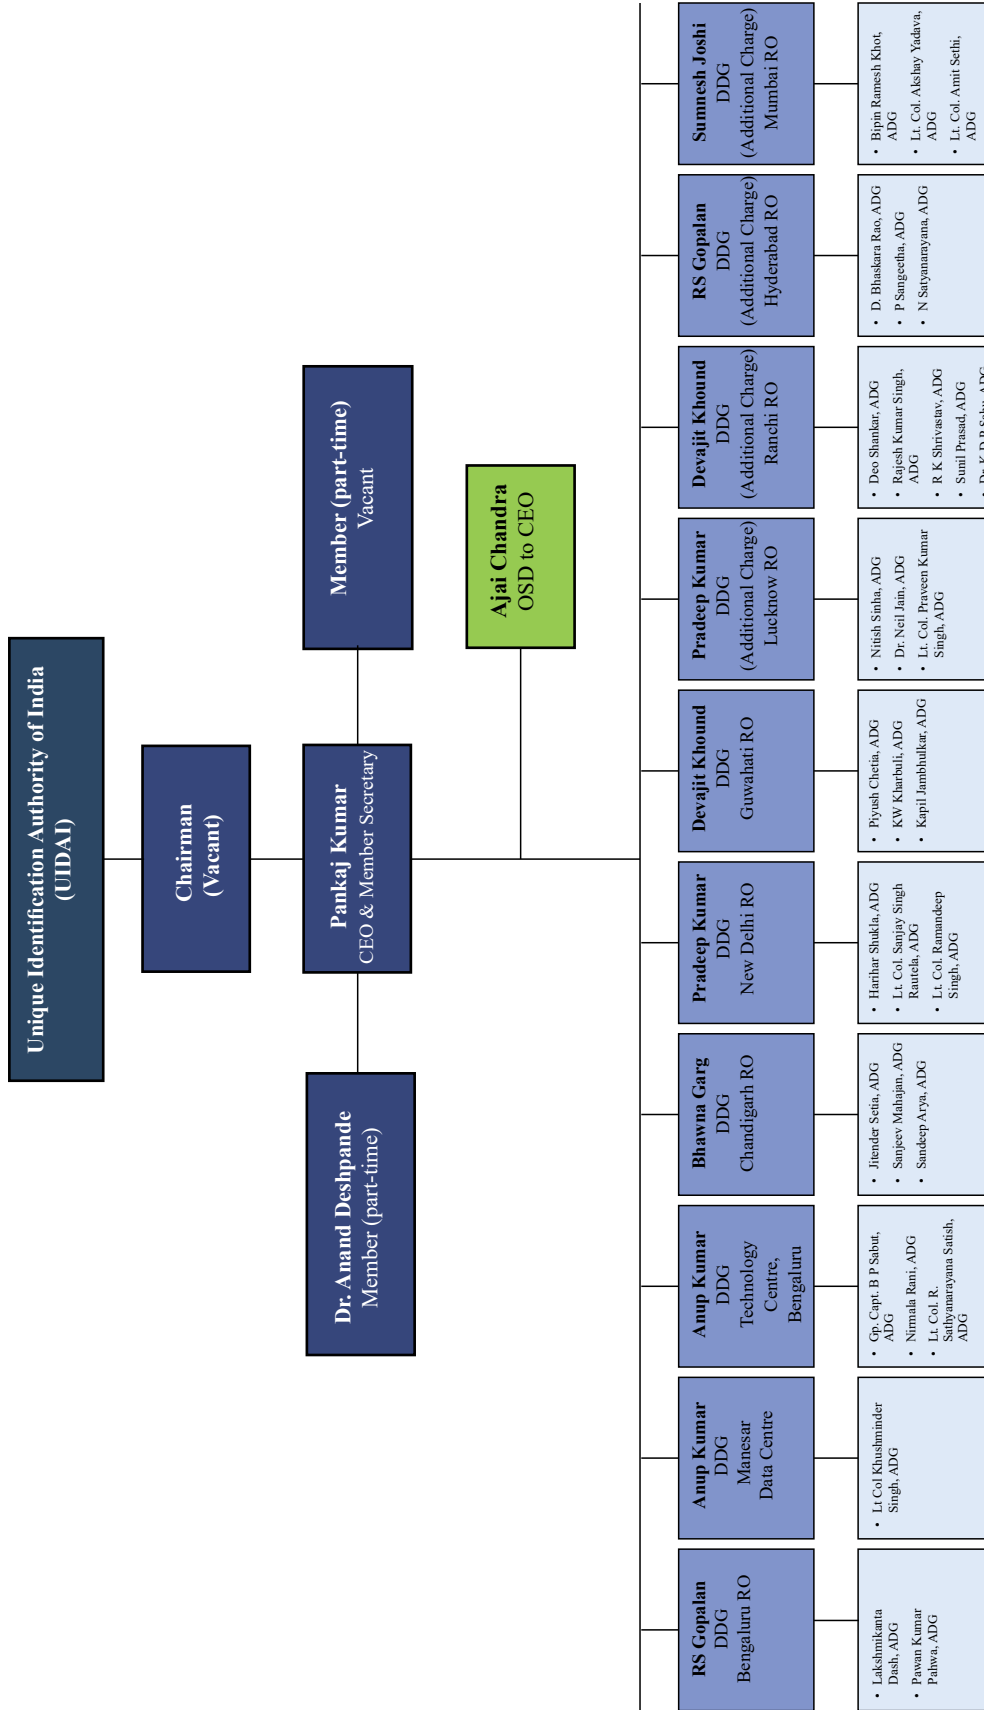 Unique Identification Authority of India
(UIDAI)
Chairman
(Vacant)
Dr. Anand Deshpande
Member (part-time)
Pankaj Kumar
CEO & Member Secretary
Member (part-time)
Vacant
Ajai Chandra
OSD to CEO
RS Gopalan
DDG
Bengaluru RO
Anup Kumar
DDG
Manesar
Data Centre
Anup Kumar
DDG
Technology
Centre,
Bengaluru
Bhawna Garg
DDG
Chandigarh RO
Pradeep Kumar
DDG
New Delhi RO
Devajit Khound
DDG
Guwahati RO
Pradeep Kumar
DDG
(Additional Charge)
Lucknow RO
Devajit Khound
DDG
(Additional Charge)
Ranchi RO
RS Gopalan
DDG
(Additional Charge)
Hyderabad RO
Sumnesh Joshi
DDG
(Additional Charge)
Mumbai RO
• Lakshmikanta
Dash, ADG
• Pawan Kumar
Pahwa, ADG
• Lt Col Khushminder
Singh, ADG
• Gp. Capt. B P Sabut,
ADG
• Nirmala Rani, ADG
• Lt. Col. R.
Sathyanarayana Satish,
ADG
• Jitender Setia, ADG
• Sanjeev Mahajan, ADG
• Sandeep Arya, ADG
• Harihar Shukla, ADG
• Lt. Col. Sanjay Singh
Rautela, ADG
• Lt. Col. Ramandeep
Singh, ADG
• Piyush Chetia, ADG
• KW Kharbuli, ADG
• Kapil Jambhulkar, ADG
• Nitish Sinha, ADG
• Dr. Neil Jain, ADG
• Lt. Col. Praveen Kumar
Singh, ADG
• Deo Shankar, ADG
• Rajesh Kumar Singh,
ADG
• R K Shrivastav, ADG
• Sunil Prasad, ADG
• Dr. K D P Sahu, ADG
• D. Bhaskara Rao, ADG
• P Sangeetha, ADG
• N Satyanarayana, ADG
• Bipin Ramesh Khot,
ADG
• Lt. Col. Akshay Yadava,
ADG
• Lt. Col. Amit Sethi,
ADG